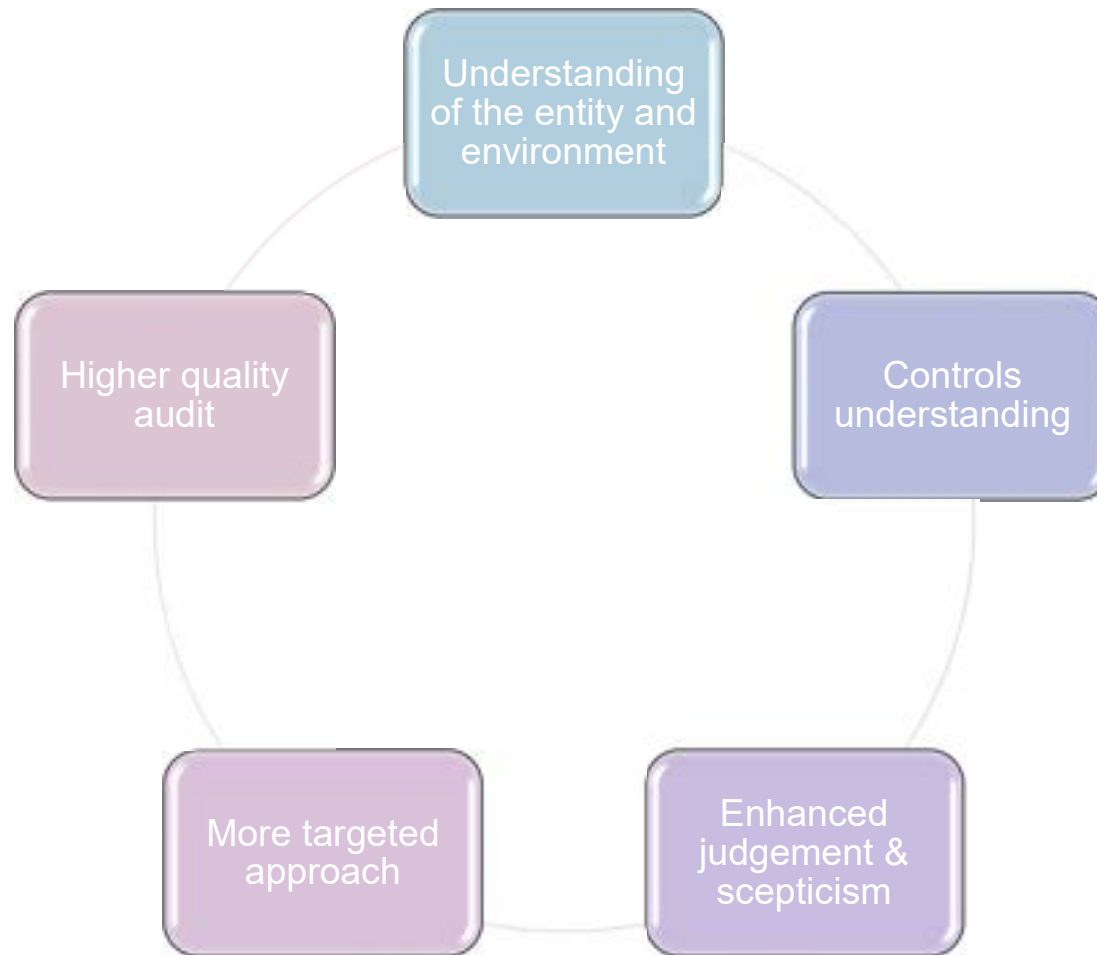 Understanding
of the entity and
environment
Controls
understanding
Enhanced
judgement &
scepticism
More targeted
approach
Higher quality
audit